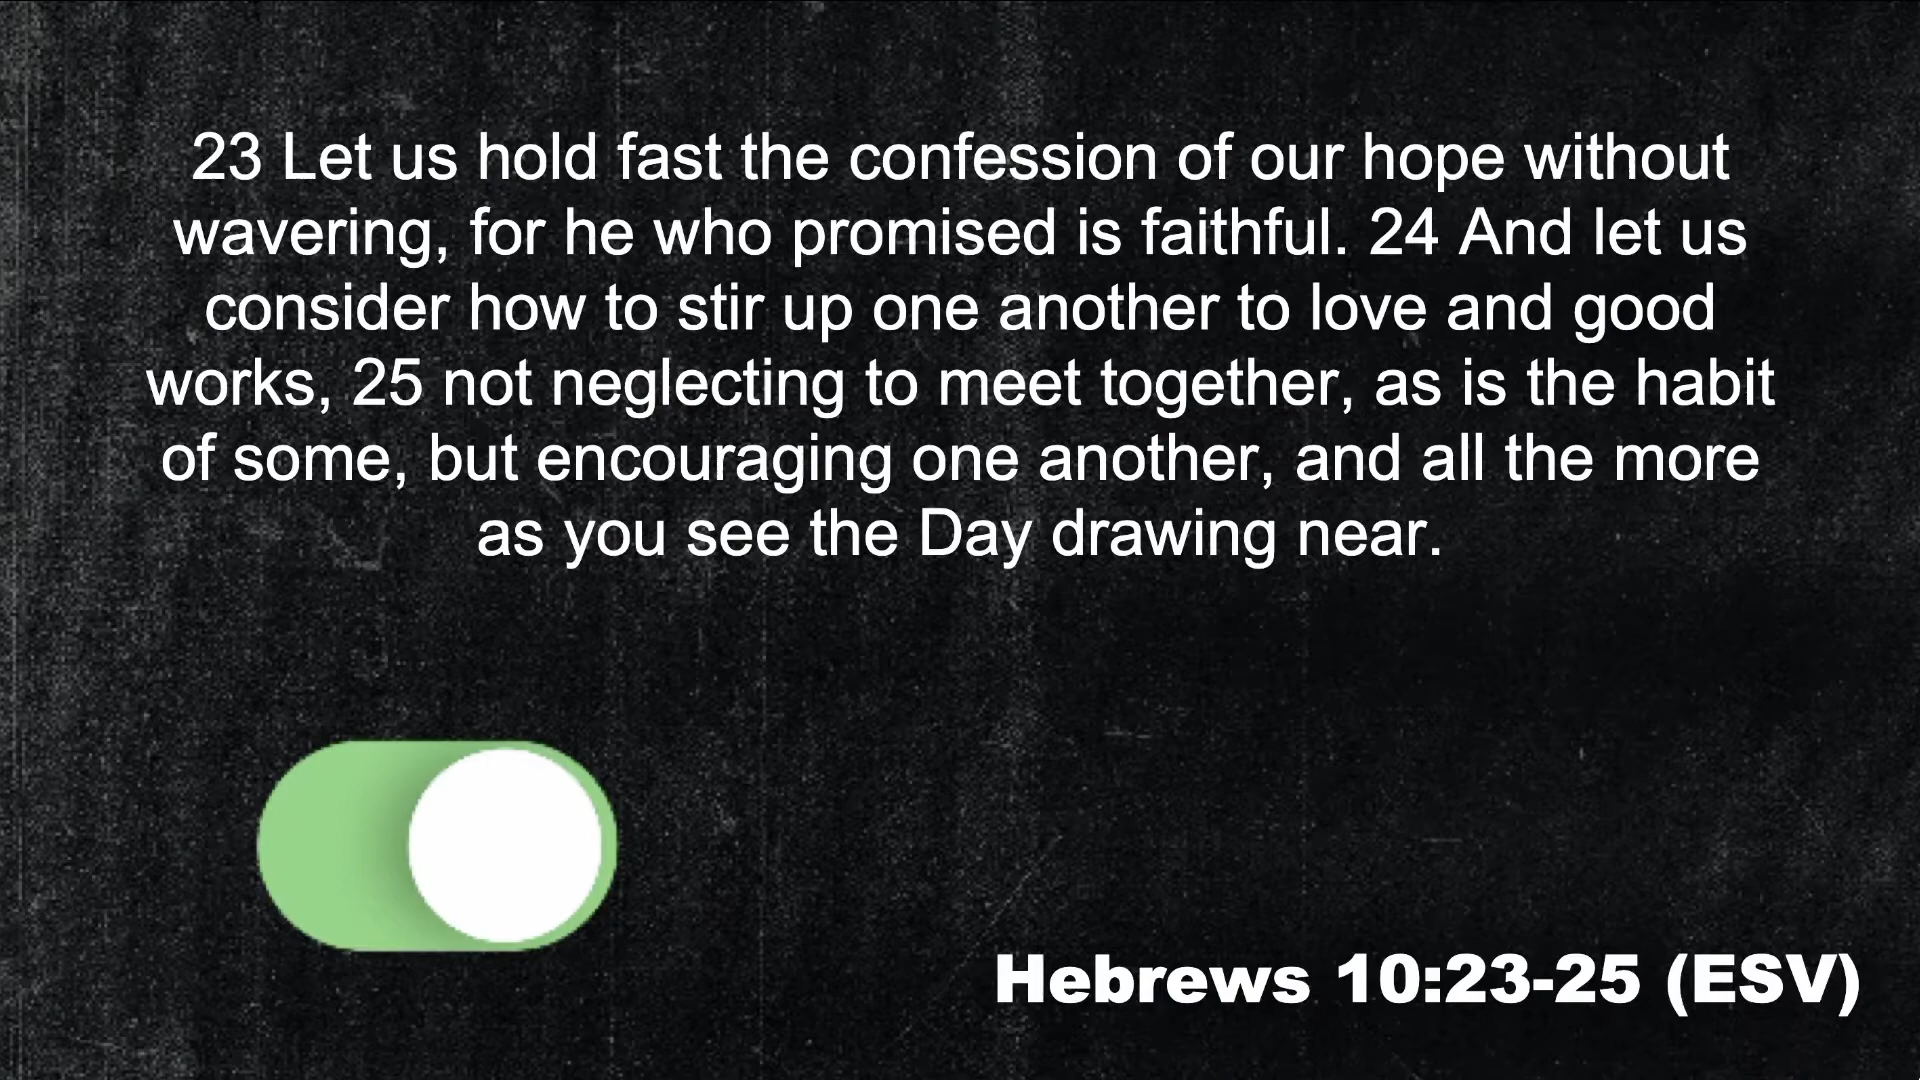 23 Let us hold fast the confession of our hope without
wavering, for he who promised is faithful. 24 And let us
consider how to stir up one another to love and good
works, 25 not neglecting to meet together, as is the habit
of some, but encouraging one another, and all the more
as you see the Day drawing near.
Hebrews 10:23-25 (ESV)